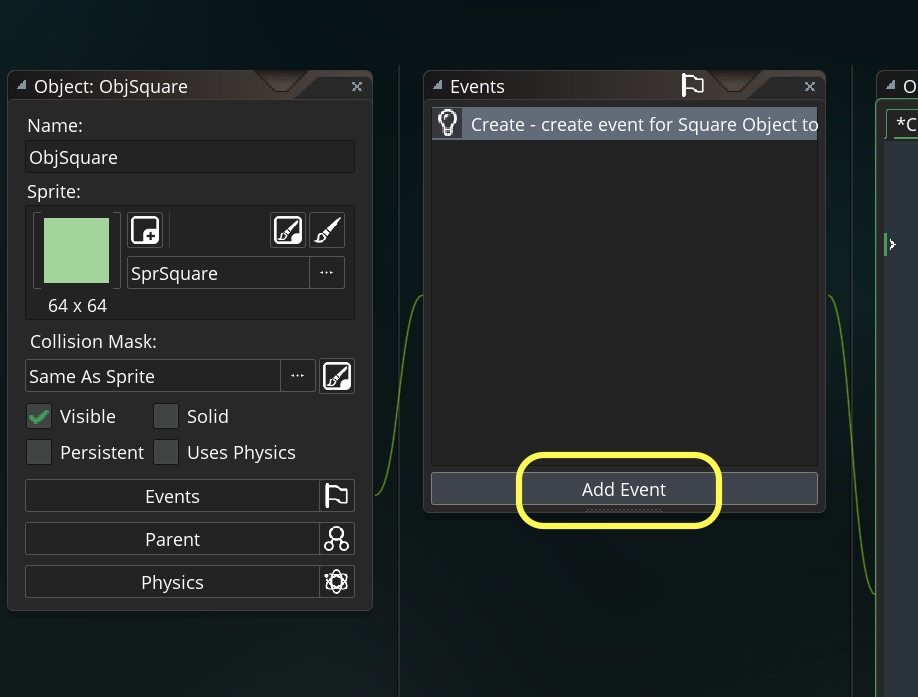 Object: ObjSquare
Name:
ObjSquare
Sprite:
SprSquare
64 x 64
Collision Mask:
Same As Sprite
Visible
Solid
Persistent
Uses Physics
Events
Parent
Physics
Events
Create - create event for Square Object to
Add Event
O
*C